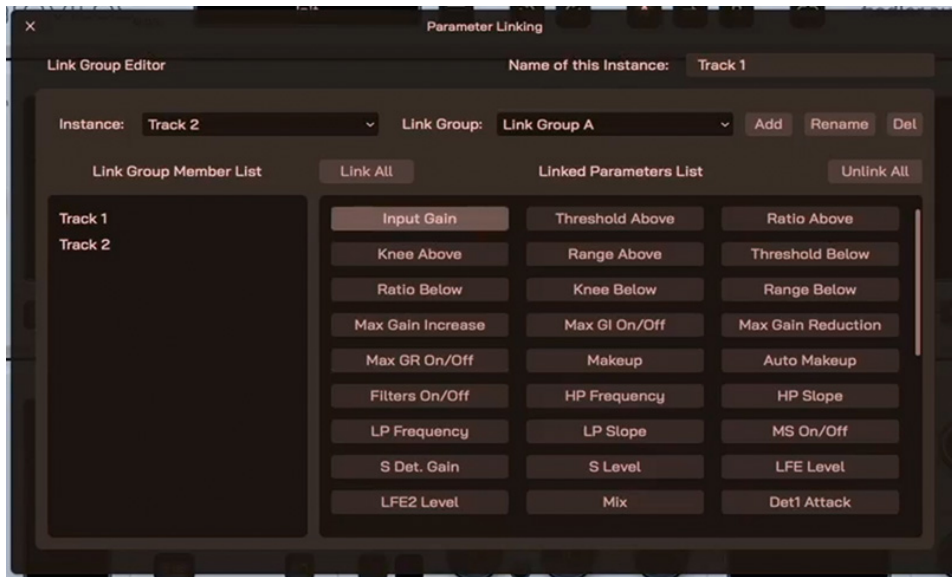 Parameter Linking
Link Group Editor
Name of this Instance: Track 1
Instance: Track 2 Link Group: Link Group A Add Rename Del
Link Group Member List Link All Linked Parameters List Unlink All
Track 1
Track 2
Input Gain Threshold Above Ratio Above
Knee Above Range Above Threshold Below
Ratio Below Knee Below Range Below
Max Gain Increase Max GI On/Off Max Gain Reduction
Max GR On/Off Makeup Auto Makeup
Filters On/Off HP Frequency HP Slope
LP Frequency LP Slope MS On/Off
S Det. Gain S Level LFE Level
LFE2 Level Mix Det1 Attack